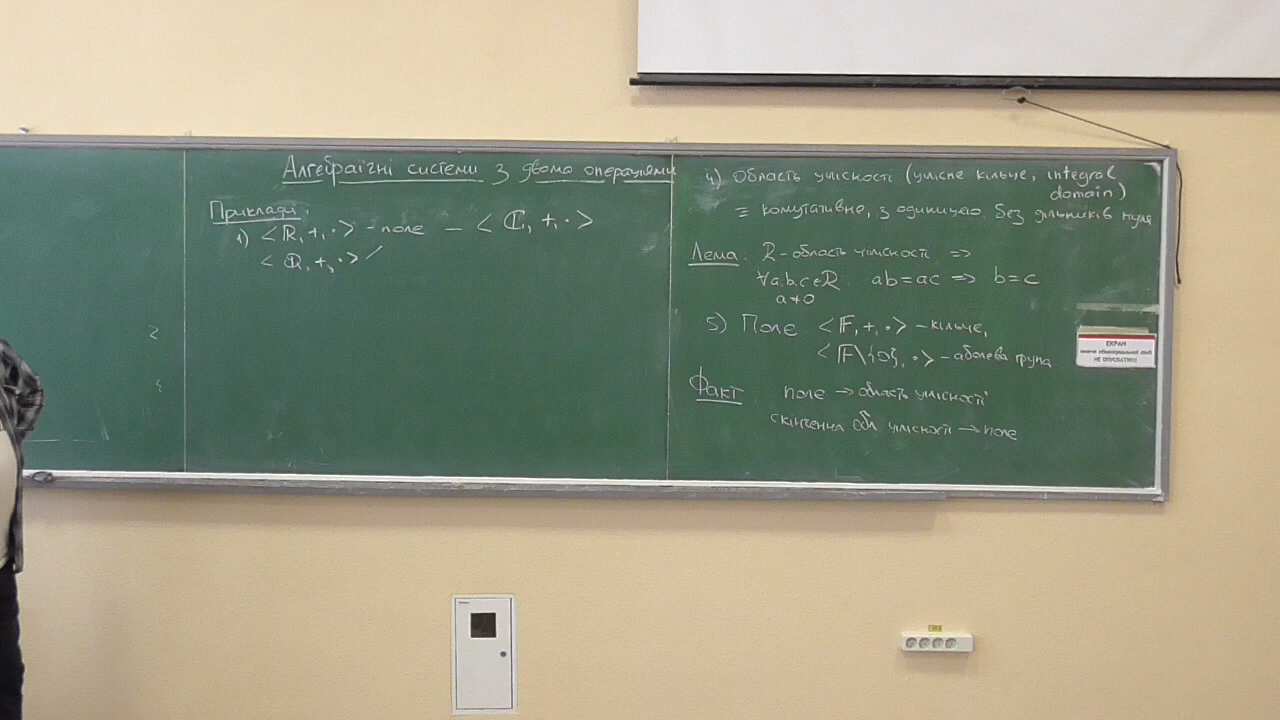 Алгебраїчні системи з двома операціями
Приклади.
1) < ℝ, +, · > - поле - < ℂ, +, · >
< ℚ, +, · >
4) Область цілісності (цілісне кільце, integral
domain)
≡ комутативне, з одиницею, без дільників нуля
Лема. R - область цілісності =>
∀a,b,c∈R. ab=ac => b=c
a≠0
5) Поле < 𝔽, +, · > - кільце,
< 𝔽\{0}, · > - абелева група
Факт поле → область цілісності
скінченна обл цілісності → поле
ЕКРАН
НЕ ОПУСКАТИ!!!